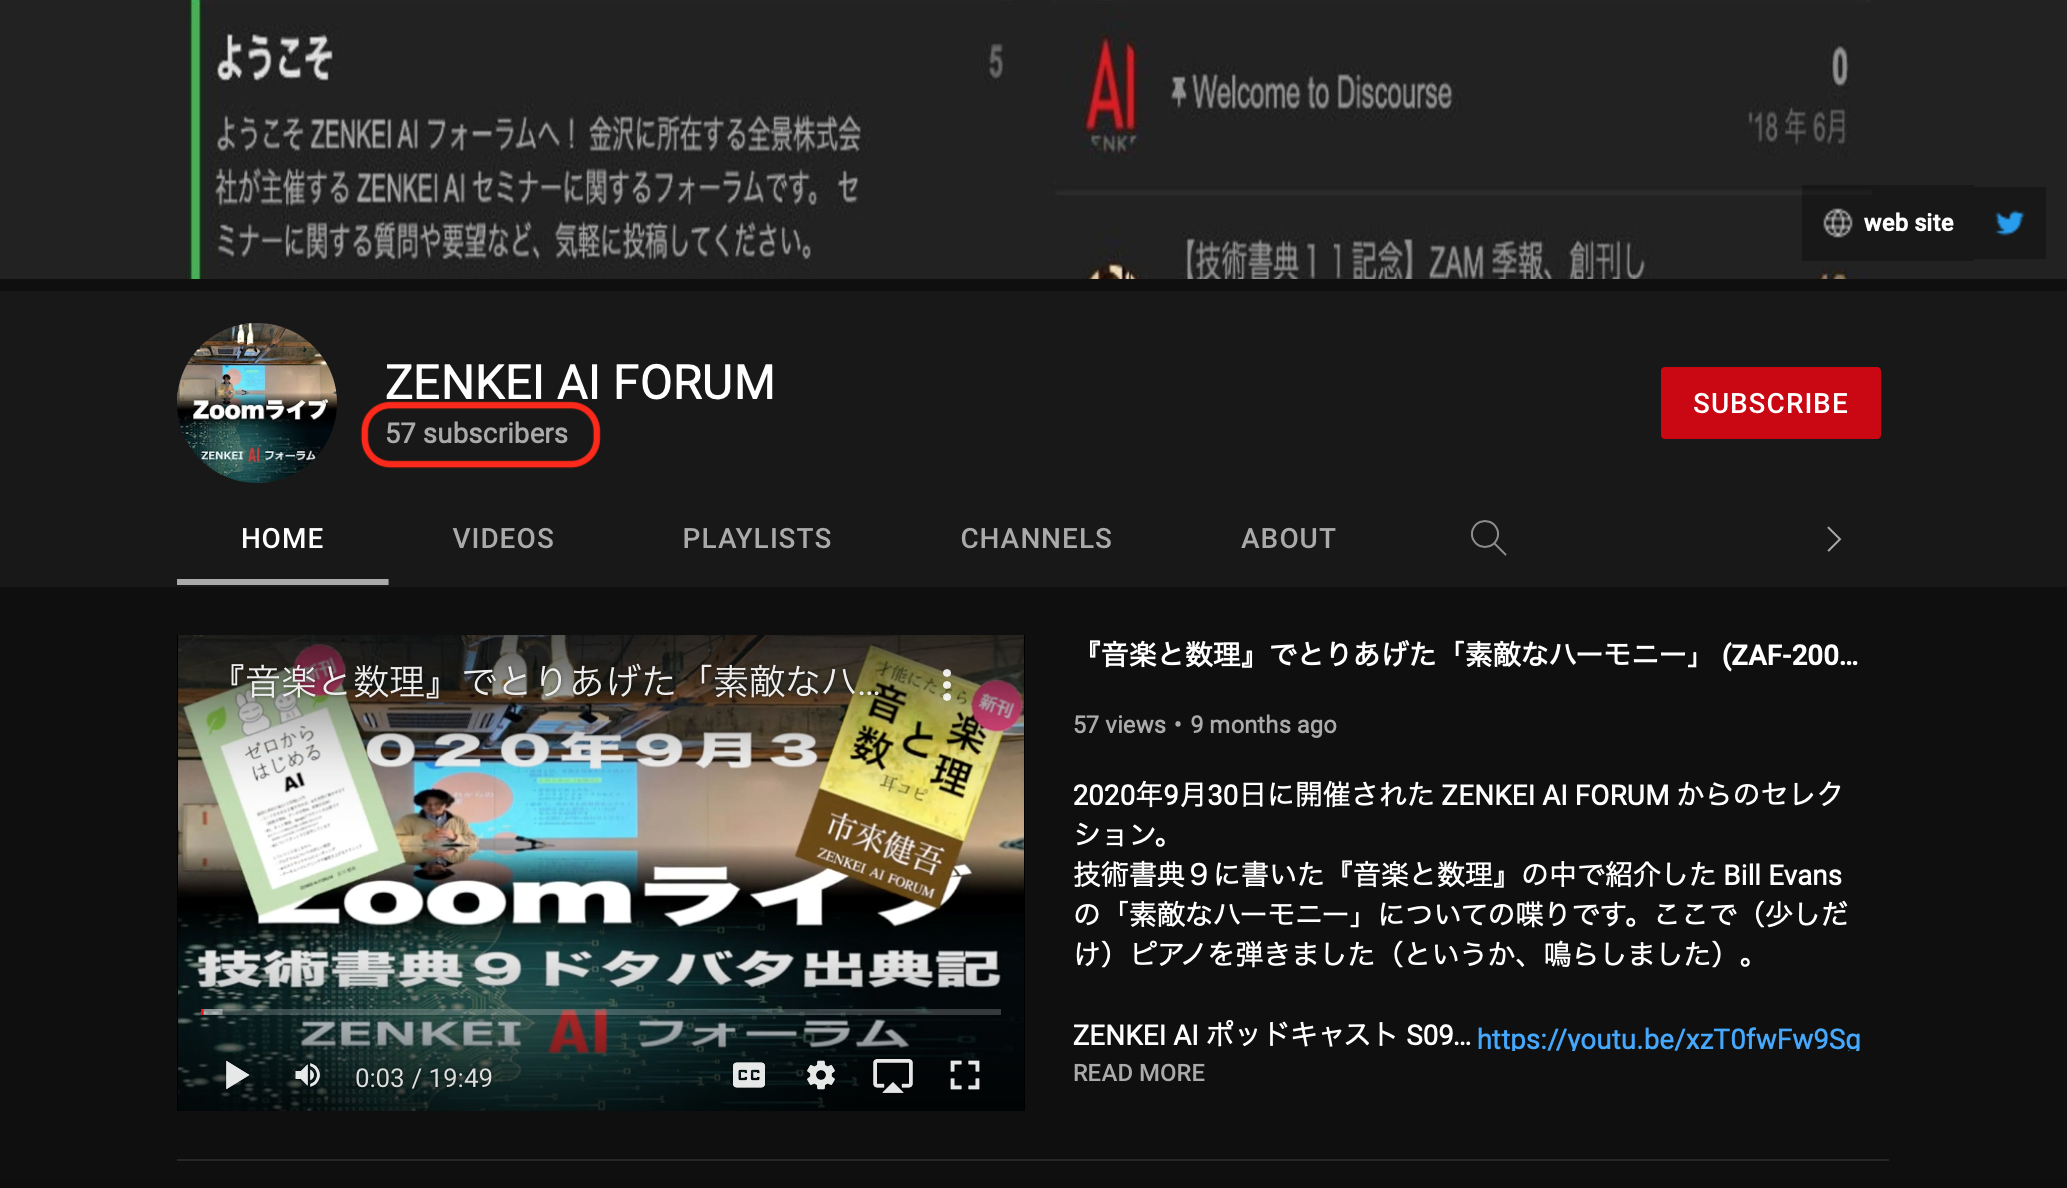 ようこそ
5
ようこそ ZENKEI AI フォーラムへ！ 金沢に所在する全景株式会
社が主催する ZENKEI AI セミナーに関するフォーラムです。 セ
ミナーに関する質問や要望など、気軽に投稿してください。
AI
Welcome to Discourse
0
'18 年 6月
【技術書典１１記念】ZAM 季報、創刊し
web site
Zoomライブ
ZENKEI AI フォーラム
ZENKEI AI FORUM
57 subscribers
SUBSCRIBE
HOME
VIDEOS
PLAYLISTS
CHANNELS
ABOUT
『音楽と数理』でとりあげた「素敵なハ...
新刊
ゼロから
はじめる
AI
2020年9月3
才能にたよら
音楽
数と理
耳コピ
新刊
市來健吾
ZENKEI AI FORUM
Zoomライブ
技術書典９ドタバタ出典記
ZENKEI AI フォーラム
0:03 / 19:49
CC
『音楽と数理』でとりあげた「素敵なハーモニー」 (ZAF-200...
57 views • 9 months ago
2020年9月30日に開催された ZENKEI AI FORUM からのセレク
ション。
技術書典９に書いた『音楽と数理』の中で紹介した Bill Evans
の「素敵なハーモニー」についての喋りです。ここで（少しだ
け）ピアノを弾きました（というか、鳴らしました）。
ZENKEI AI ポッドキャスト S09... https://youtu.be/xzT0fwFw9Sg
READ MORE